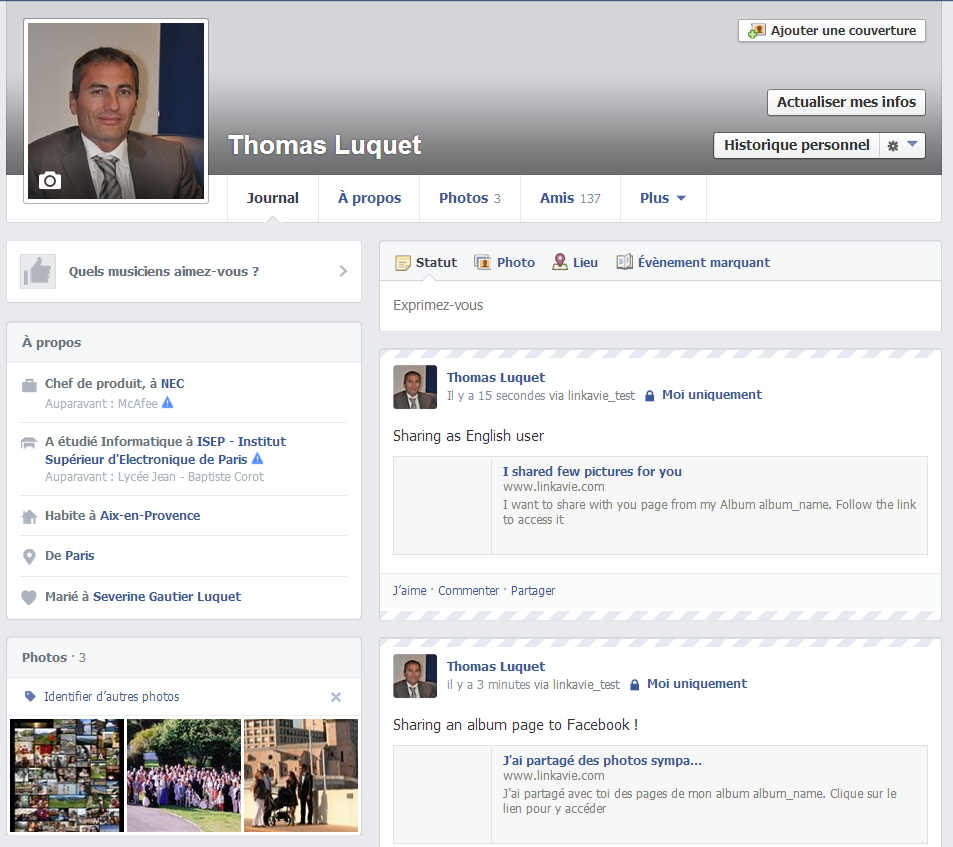 Ajouter une couverture
Actualiser mes infos
Thomas Luquet
Historique personnel
Journal
À propos
Photos 3
Amis 137
Plus
Quels musiciens aimez-vous ?
À propos
Chef de produit, à NEC
Auparavant : McAfee
A étudié Informatique à ISEP - Institut
Supérieur d'Electronique de Paris
Auparavant : Lycée Jean - Baptiste Corot
Habite à Aix-en-Provence
De Paris
Marié à Severine Gautier Luquet
Photos · 3
Identifier d'autres photos
Statut
Photo
Lieu
Évènement marquant
Exprimez-vous
Thomas Luquet
Il y a 15 secondes via linkavie_test Moi uniquement
Sharing as English user
I shared few pictures for you
www.linkavie.com
I want to share with you page from my Album album_name. Follow the link
to access it
J'aime · Commenter · Partager
Thomas Luquet
il y a 3 minutes via linkavie_test Moi uniquement
Sharing an album page to Facebook !
J'ai partagé des photos sympa...
www.linkavie.com
J'ai partagé avec toi des pages de mon album album_name. Clique sur le
lien pour y accéder